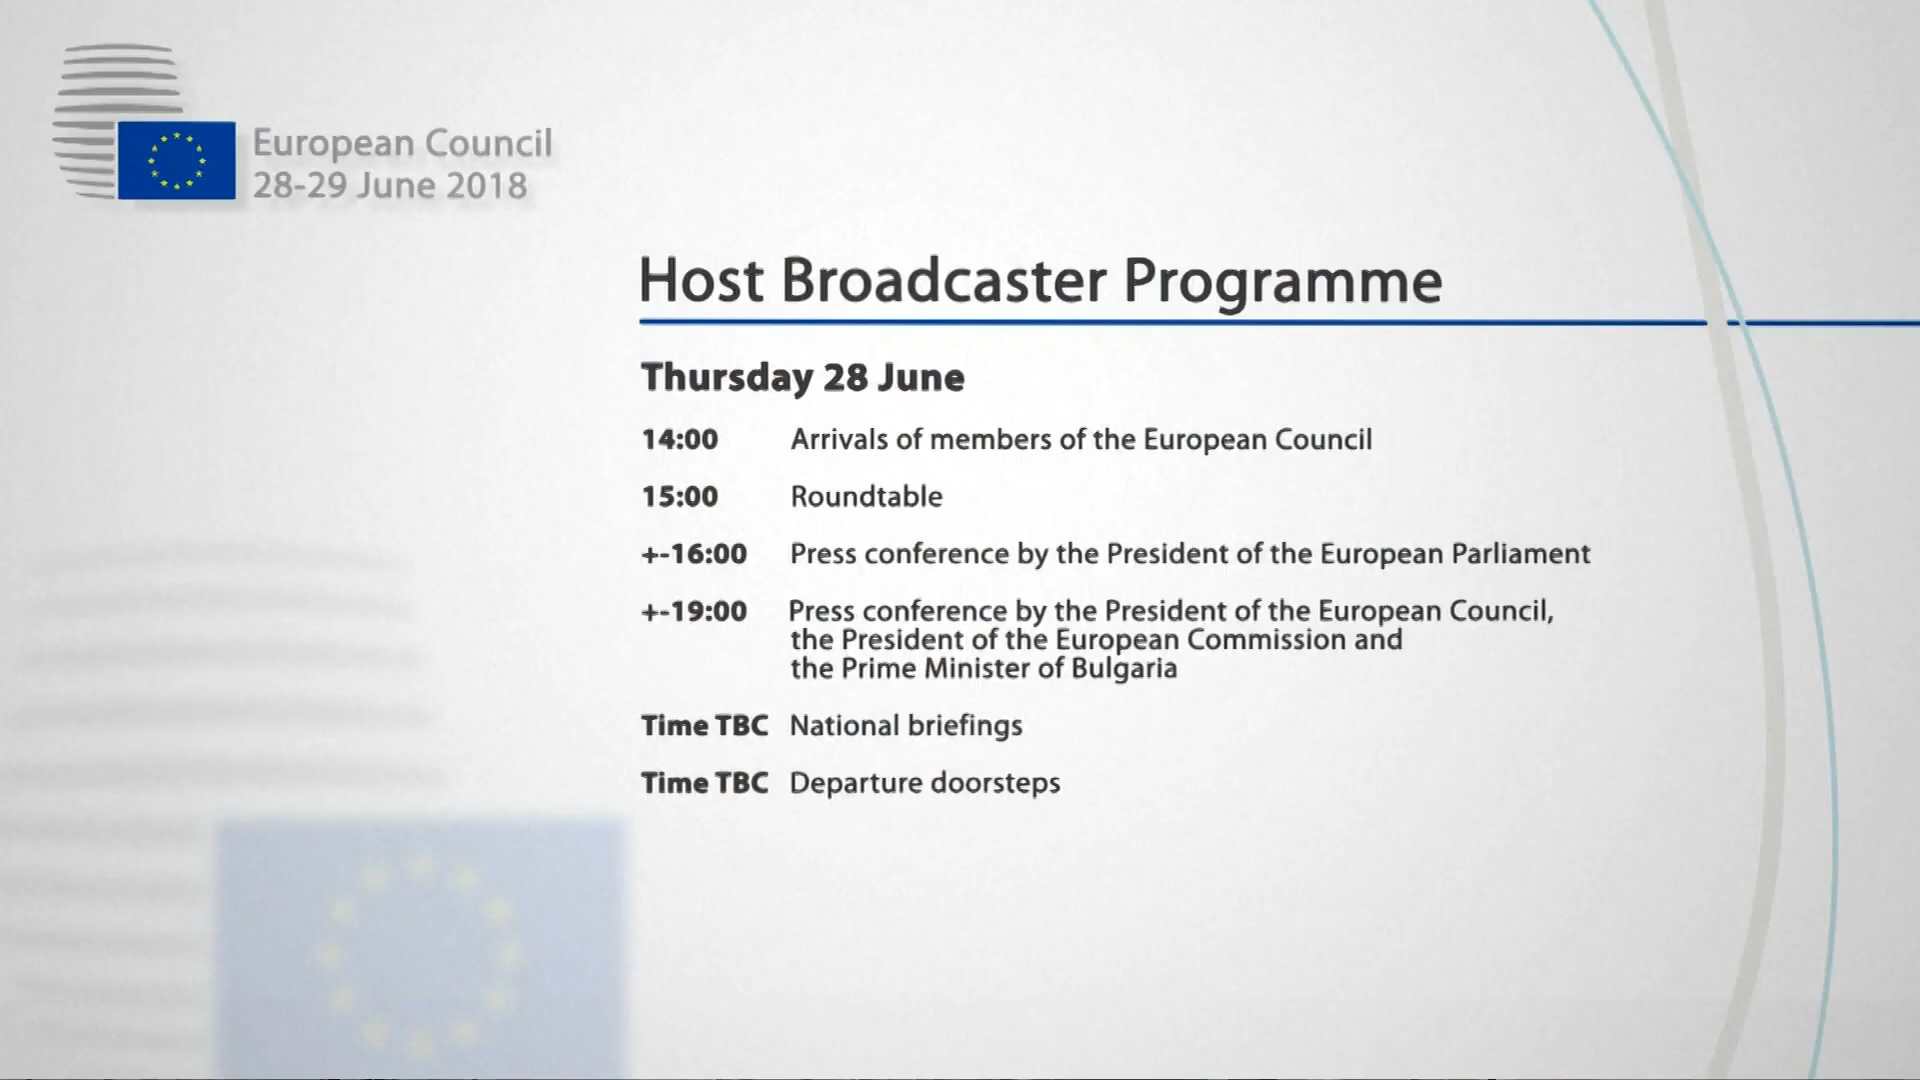 European Council
28-29 June 2018
Host Broadcaster Programme
Thursday 28 June
14:00 Arrivals of members of the European Council
15:00 Roundtable
+-16:00 Press conference by the President of the European Parliament
+-19:00 Press conference by the President of the European Council,
the President of the European Commission and
the Prime Minister of Bulgaria
Time TBC National briefings
Time TBC Departure doorsteps